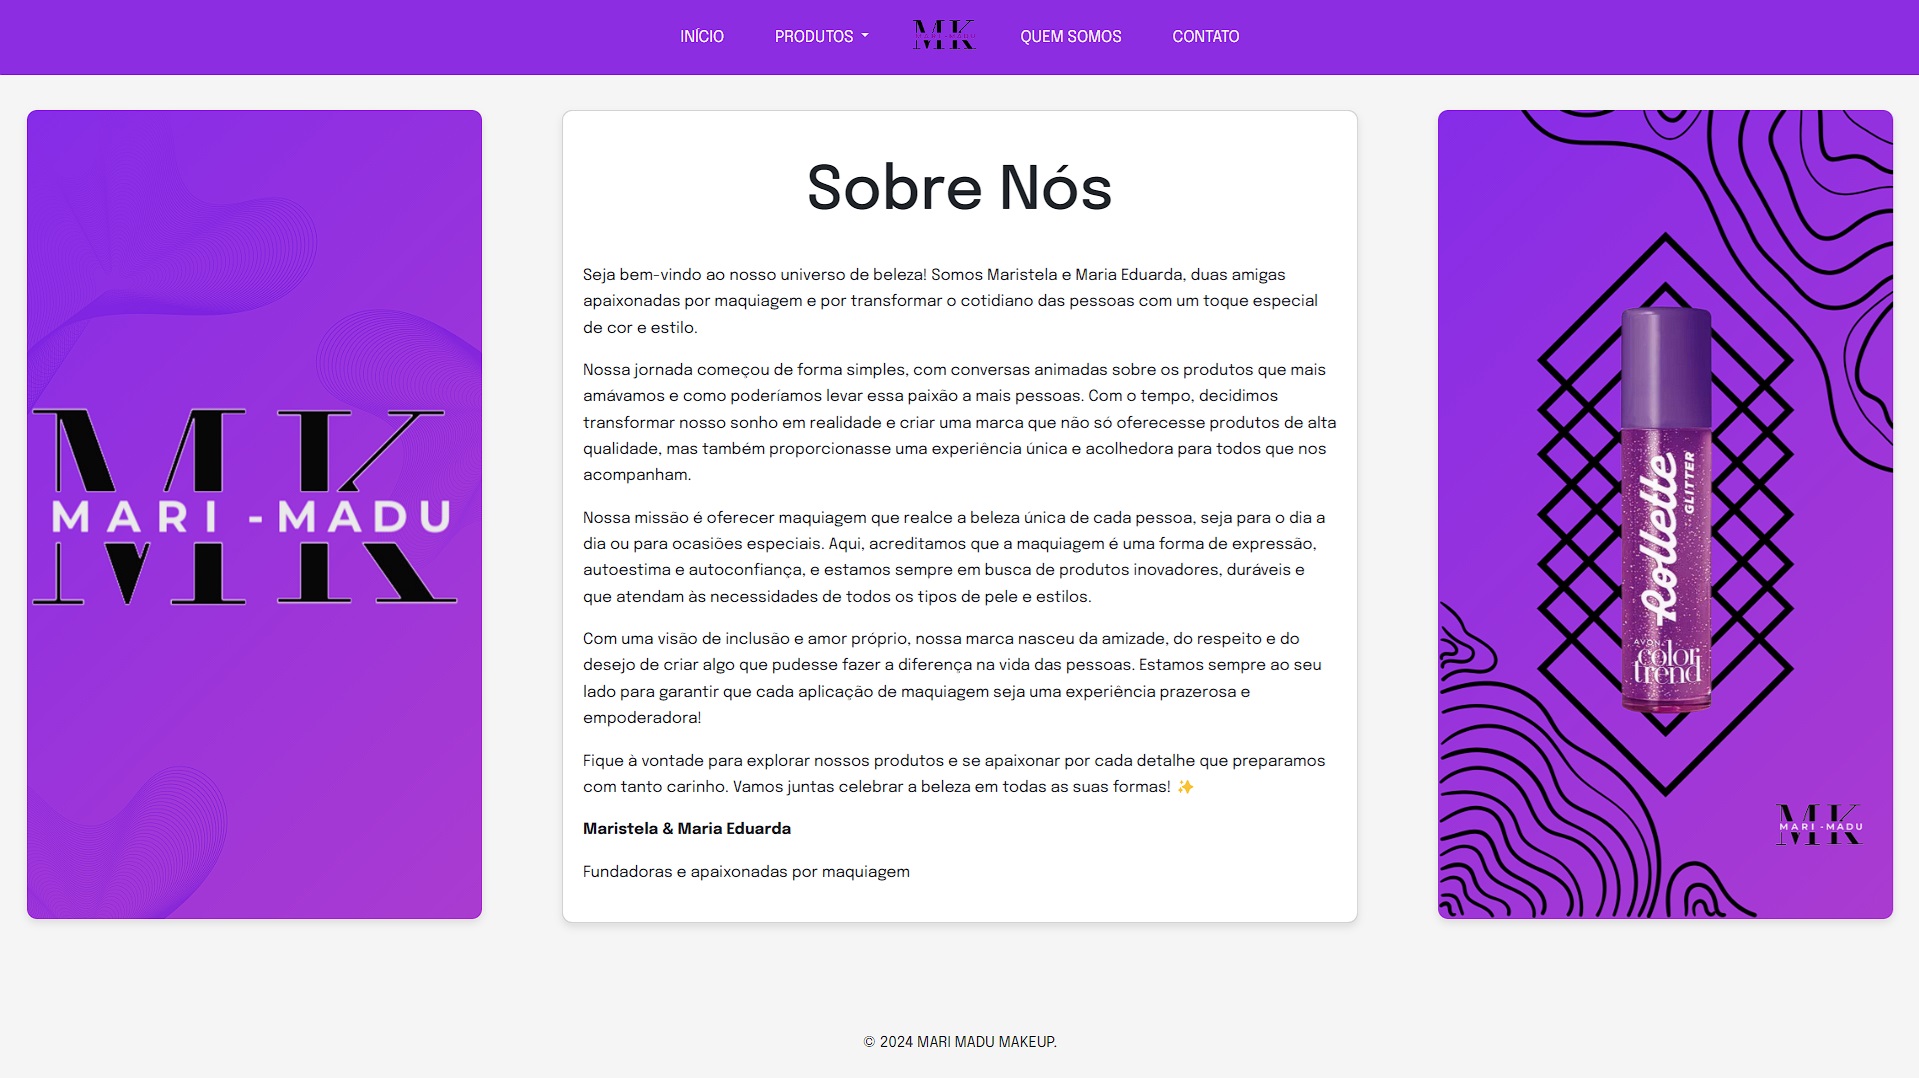 INÍCIO
PRODUTOS
MK
MARI-MADU
QUEM SOMOS
CONTATO
MK
MARI-MADU
Sobre Nós
Seja bem-vindo ao nosso universo de beleza! Somos Maristela e Maria Eduarda, duas amigas
apaixonadas por maquiagem e por transformar o cotidiano das pessoas com um toque especial
de cor e estilo.
Nossa jornada começou de forma simples, com conversas animadas sobre os produtos que mais
amávamos e como poderíamos levar essa paixão a mais pessoas. Com o tempo, decidimos
transformar nosso sonho em realidade e criar uma marca que não só oferecesse produtos de alta
qualidade, mas também proporcionasse uma experiência única e acolhedora para todos que nos
acompanham.
Nossa missão é oferecer maquiagem que realce a beleza única de cada pessoa, seja para o dia a
dia ou para ocasiões especiais. Aqui, acreditamos que a maquiagem é uma forma de expressão,
autoestima e autoconfiança, e estamos sempre em busca de produtos inovadores, duráveis e
que atendam às necessidades de todos os tipos de pele e estilos.
Com uma visão de inclusão e amor próprio, nossa marca nasceu da amizade, do respeito e do
desejo de criar algo que pudesse fazer a diferença na vida das pessoas. Estamos sempre ao seu
lado para garantir que cada aplicação de maquiagem seja uma experiência prazerosa e
empoderadora!
Fique à vontade para explorar nossos produtos e se apaixonar por cada detalhe que preparamos
com tanto carinho. Vamos juntas celebrar a beleza em todas as suas formas! ✨
Maristela & Maria Eduarda
Fundadoras e apaixonadas por maquiagem
Rollette
GLITTER
AVON
color
trend
MK
MARI-MADU
© 2024 MARI MADU MAKEUP.